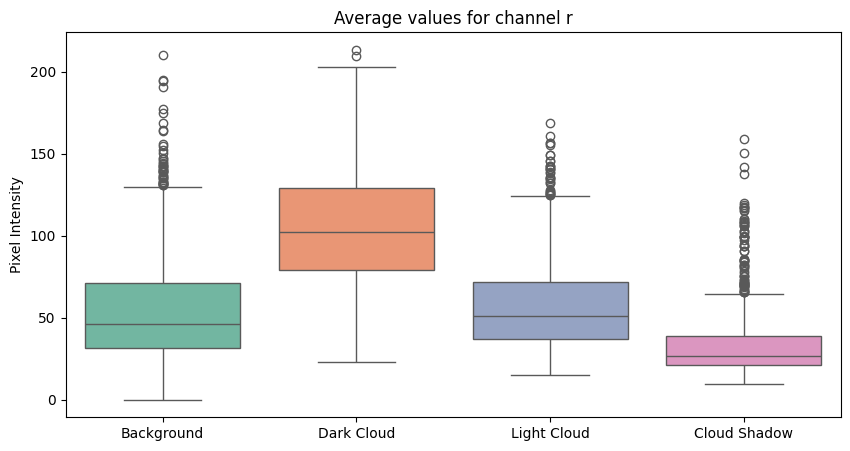 Average values for channel r
Pixel Intensity
200
150
100
50
0
Background
Dark Cloud
Light Cloud
Cloud Shadow